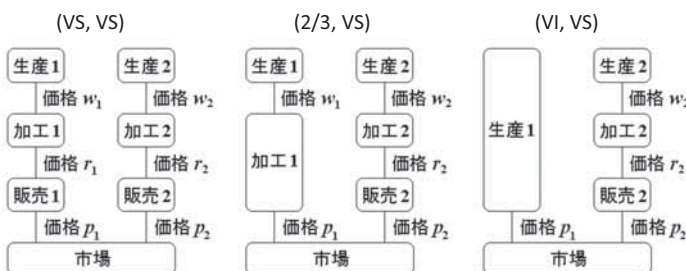 (VS, VS) (2/3, VS) (VI, VS)
生産1 生産2 生産1 生産2 生産1 生産2
価格 w₁ 価格 w₂ 価格 w₁ 価格 w₂ 価格 w₂
加工1 加工2 加工1 加工2 加工2
価格 r₁ 価格 r₂ 価格 r₂ 価格 r₂
販売1 販売2 販売2 販売2
価格 p₁ 価格 p₂ 価格 p₁ 価格 p₂ 価格 p₁ 価格 p₂
市場 市場 市場